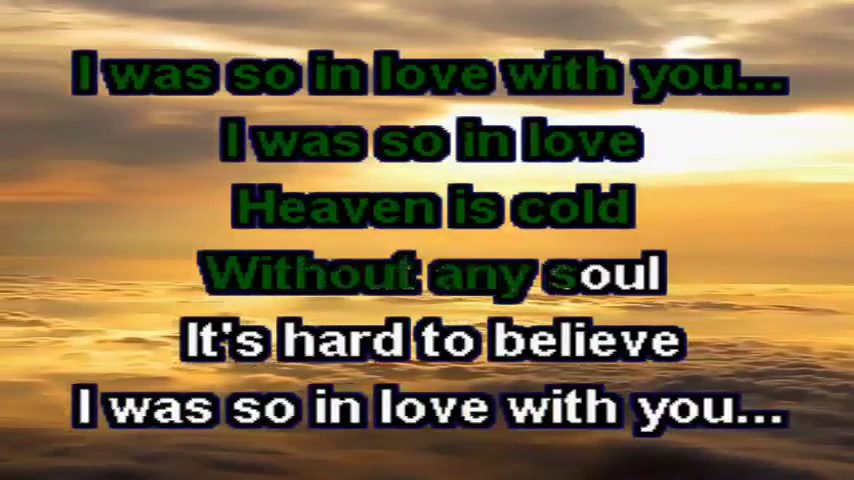 I was so in love with you...
I was so in love
Heaven is cold
Without any soul
It's hard to believe
I was so in love with you...